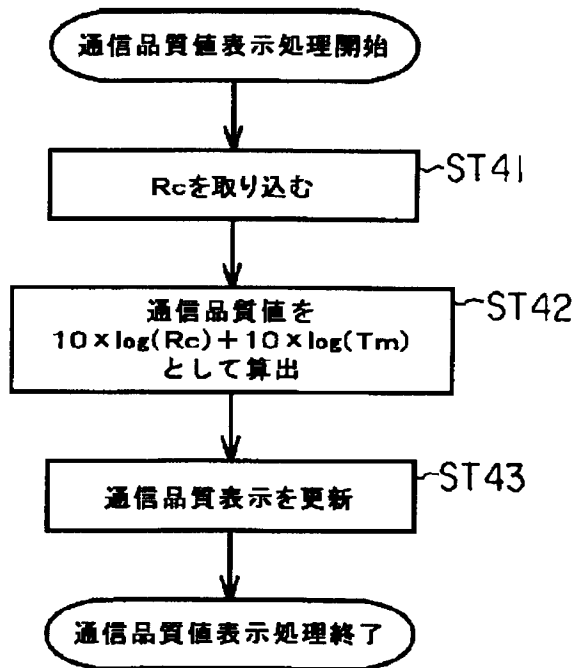 通信品質値表示処理開始
Rcを取り込む
ST41
通信品質値を
10×log(Rc)+10×log(Tm)
として算出
ST42
通信品質表示を更新
ST43
通信品質値表示処理終了